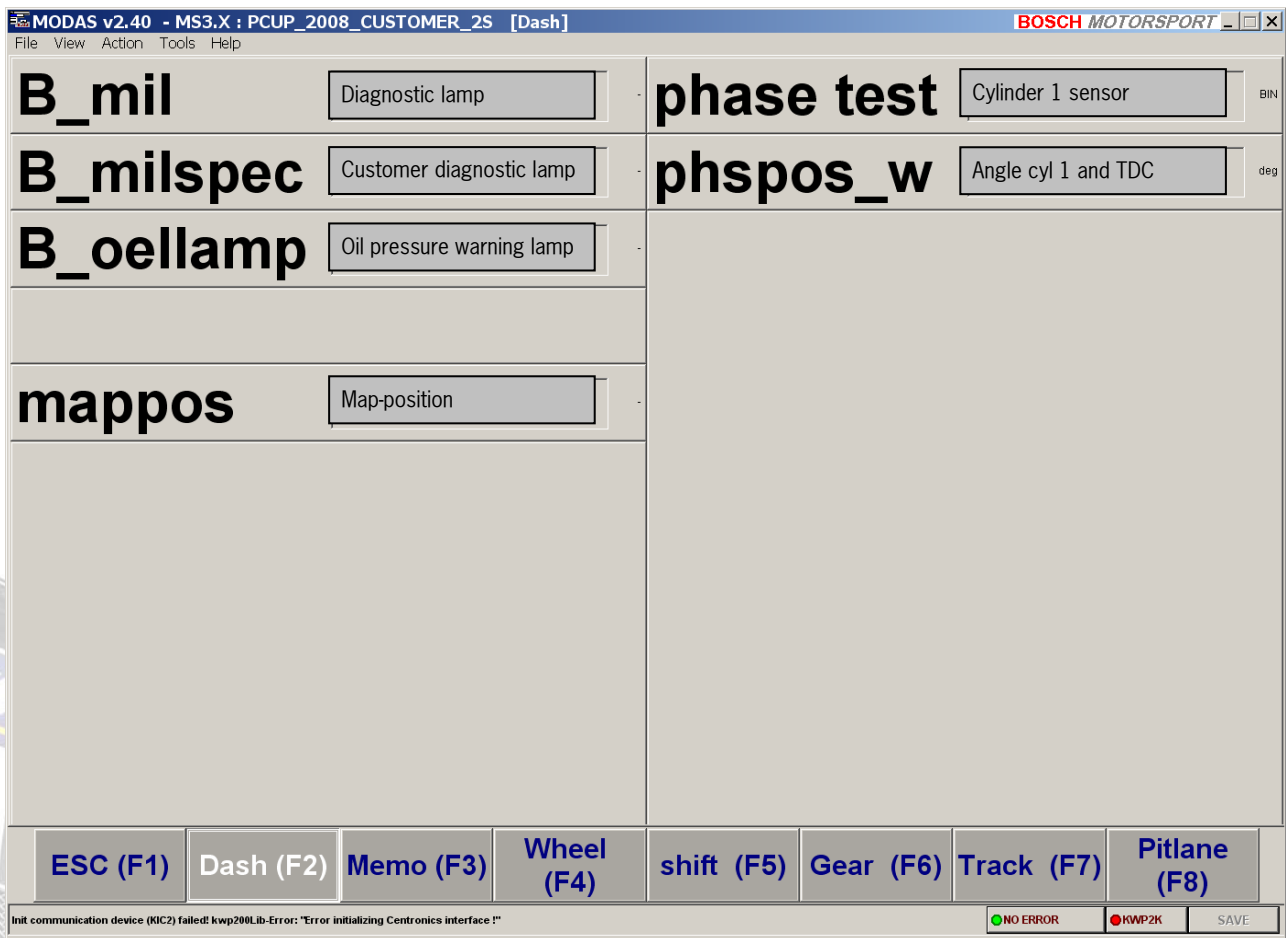 MODAS v2.40 - MS3.X : PCUP_2008_CUSTOMER_2S [Dash]
BOSCH MOTORSPORT
File View Action Tools Help
B_mil
Diagnostic lamp
-
B_milspec
Customer diagnostic lamp
-
B_oellamp
Oil pressure warning lamp
-
mappos
Map-position
-
phase test
Cylinder 1 sensor
BIN
phspos_w
Angle cyl 1 and TDC
deg
ESC (F1)
Dash (F2)
Memo (F3)
Wheel
(F4)
shift (F5)
Gear (F6)
Track (F7)
Pitlane
(F8)
Init communication device (KIC2) failed! kwp200Lib-Error: "Error initializing Centronics interface !"
NO ERROR
KWP2K
SAVE